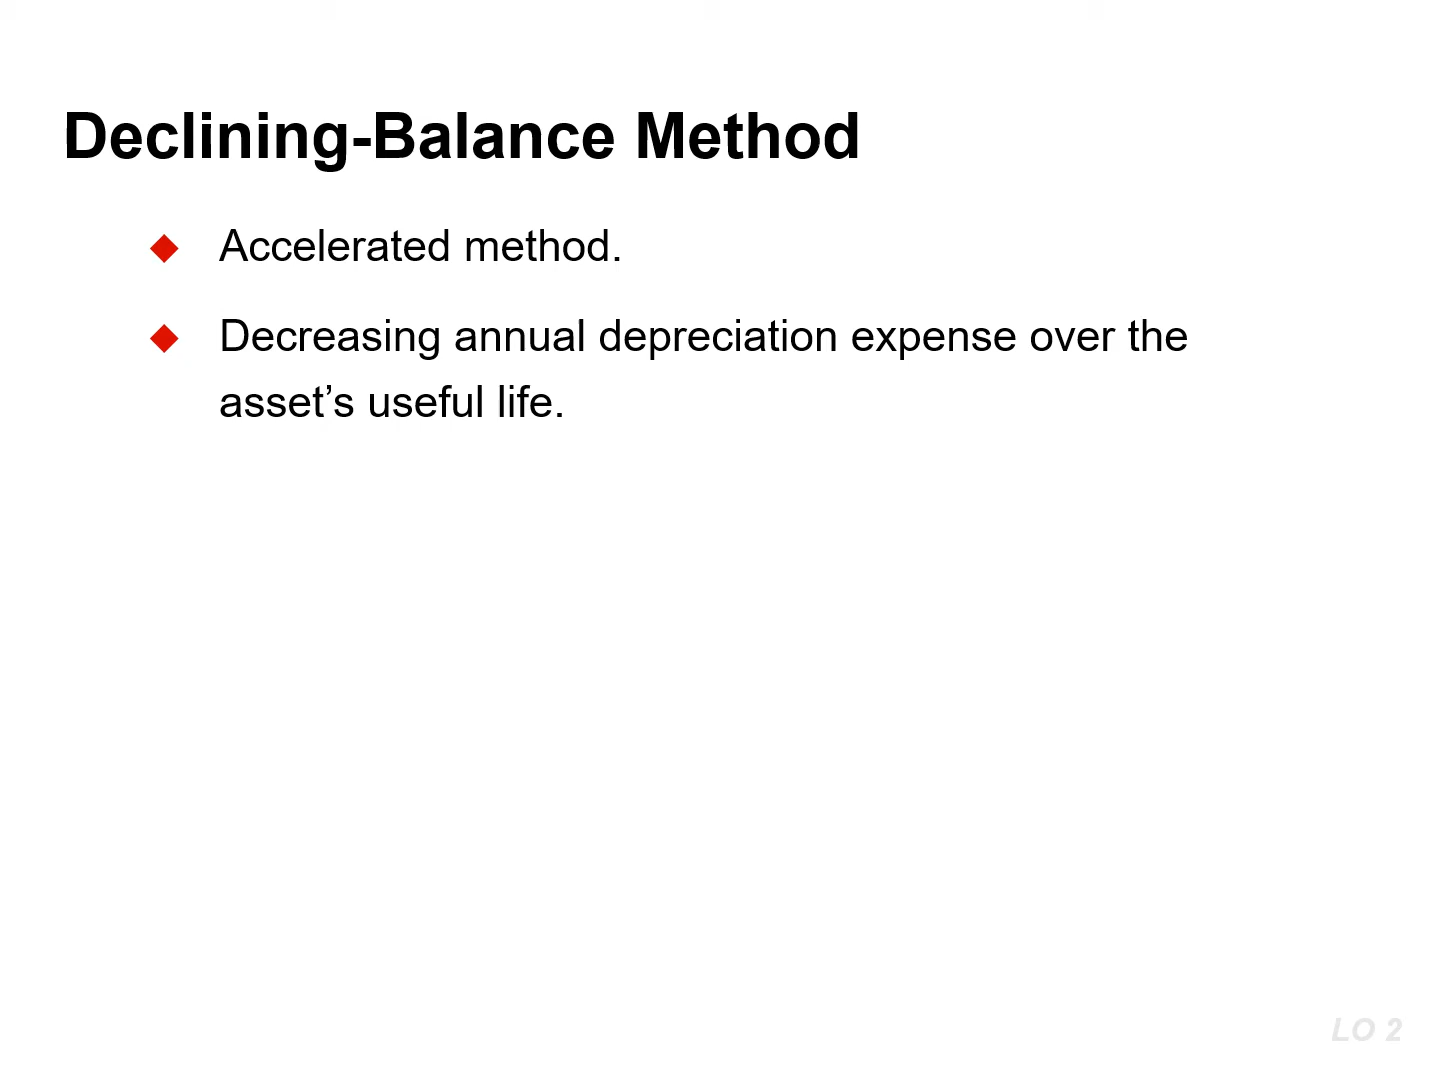 Declining-Balance Method
Accelerated method.
Decreasing annual depreciation expense over the
asset’s useful life.
LO 2